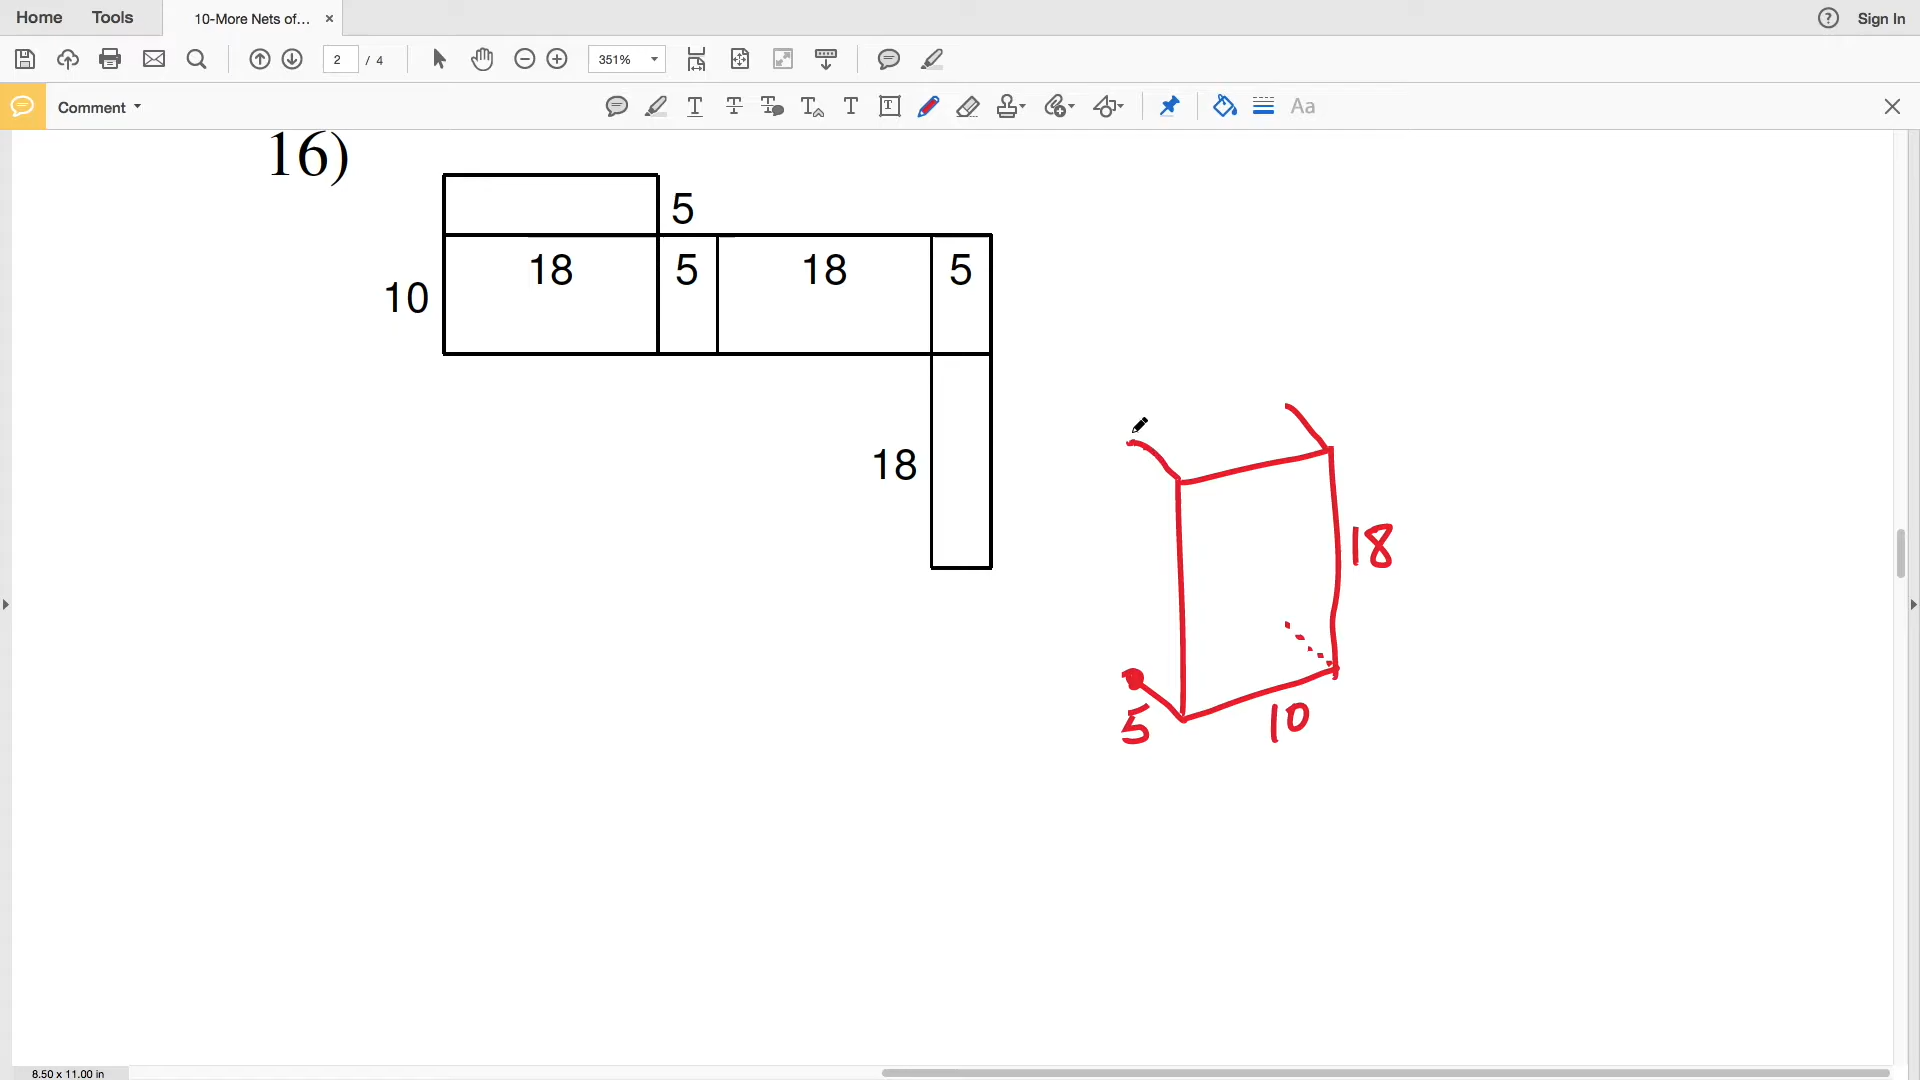 Home Tools 10-More Nets of... × ? Sign In
2 / 4 351%
Comment T T T T T T Aa
16)
5
18 5 18 5
10
18
18
5 10
8.50 x 11.00 in